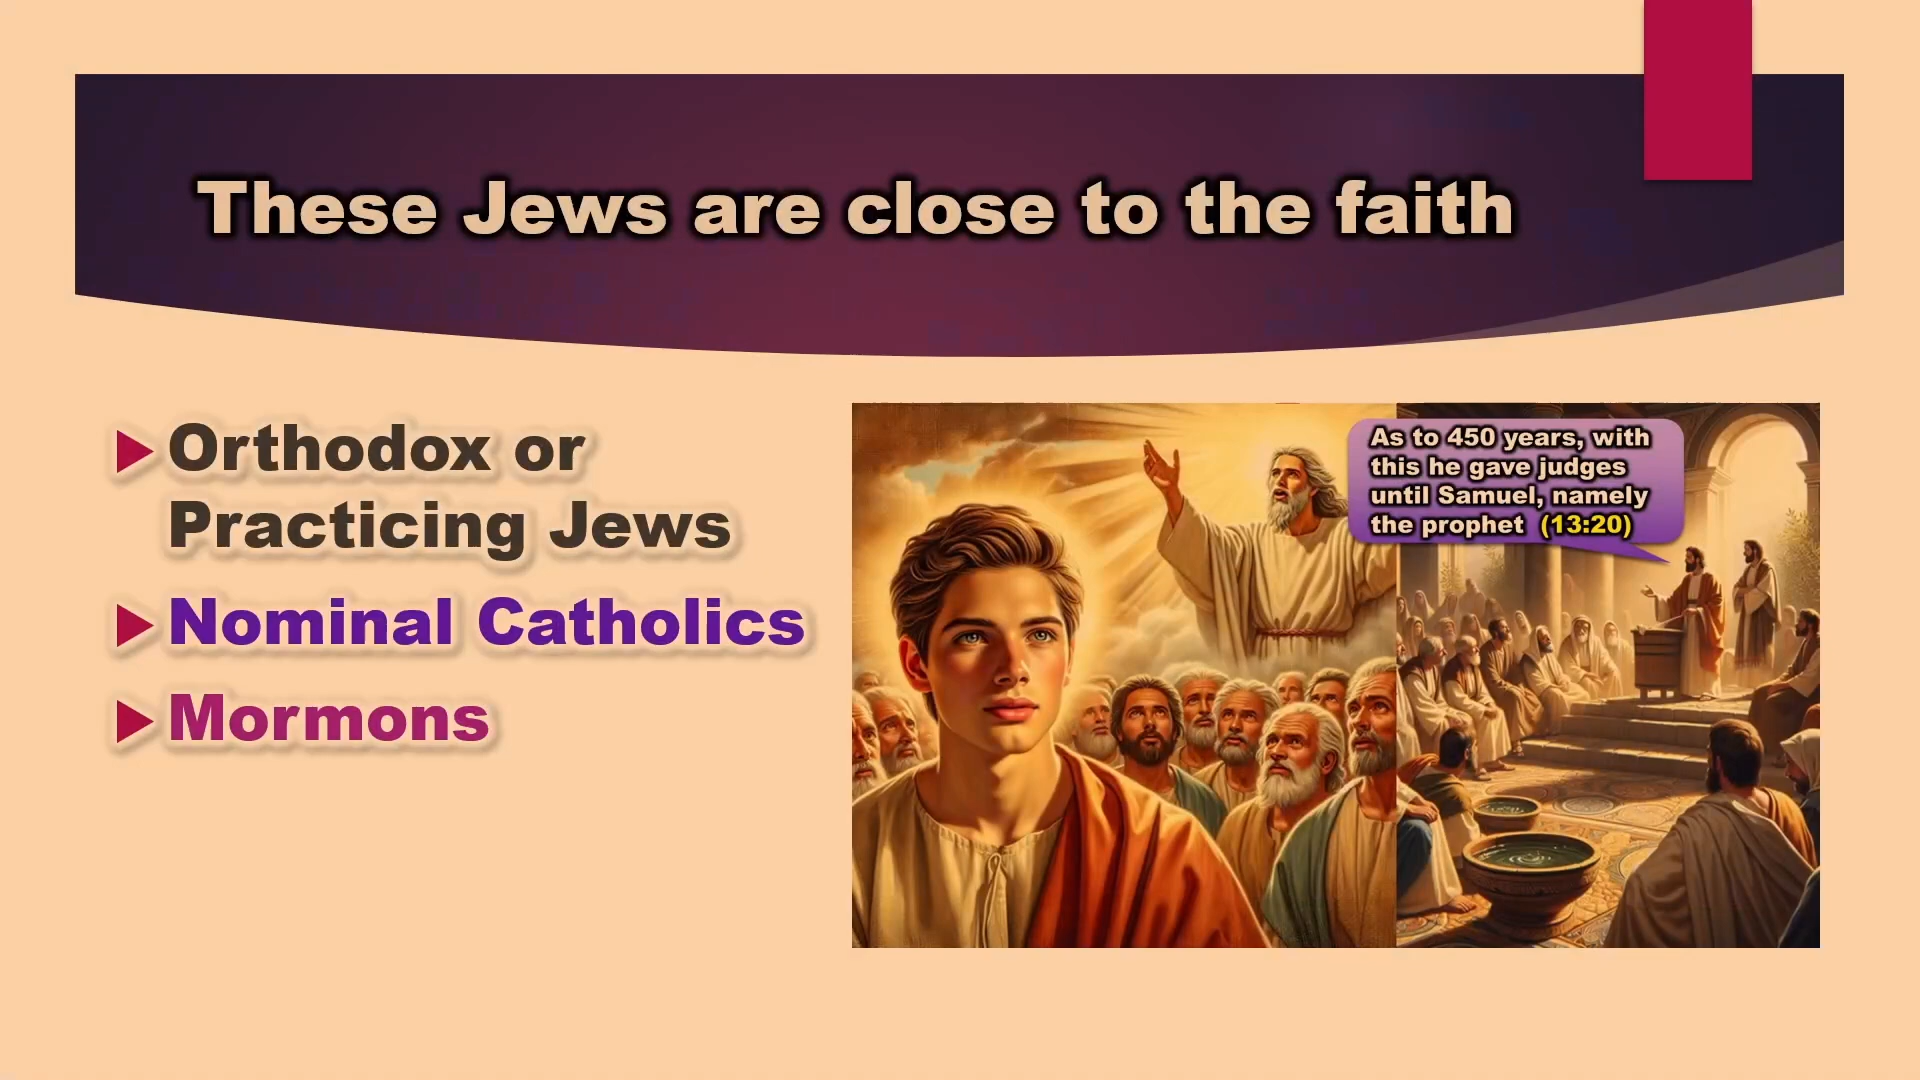 These Jews are close to the faith
Orthodox or
Practicing Jews
Nominal Catholics
Mormons
As to 450 years, with
this he gave judges
until Samuel, namely
the prophet (13:20)